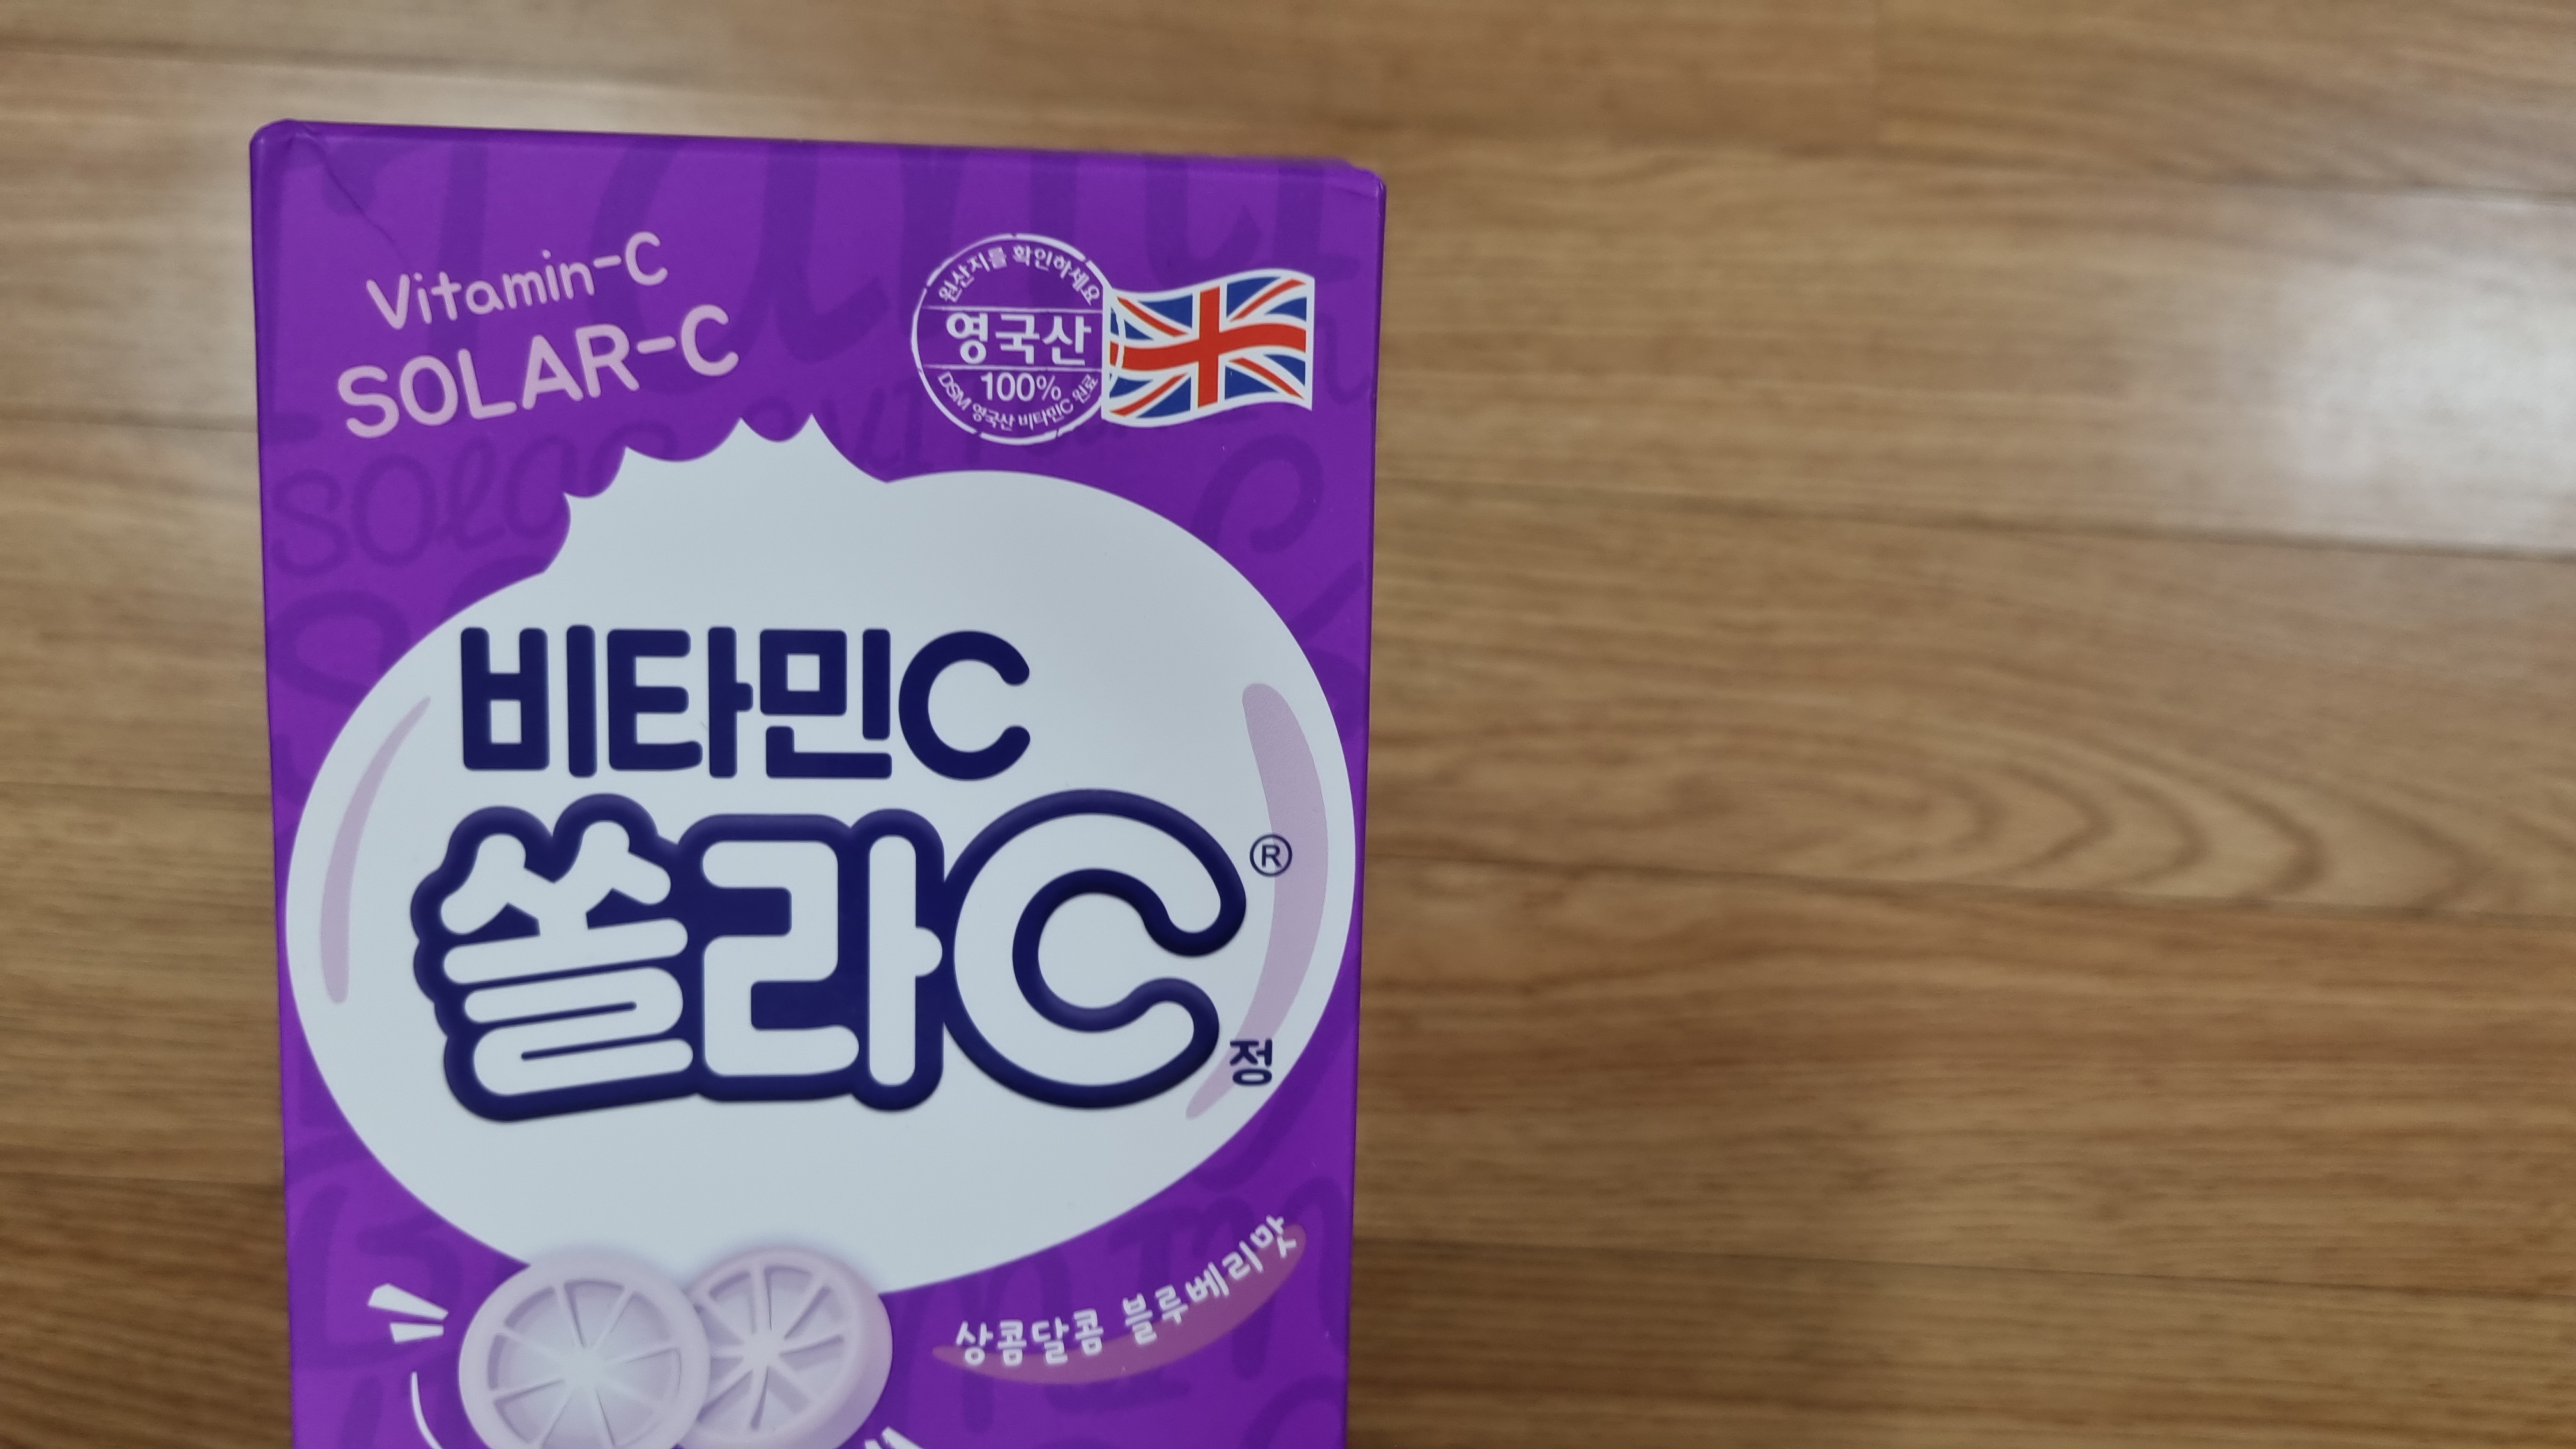 Vitamin-C
SOLAR-C
원산지를 확인하세요
영국산
100%
DSM 영국산 비타민C 원료
비타민C
쏠라C®
정
상콤달콤 블루베리맛